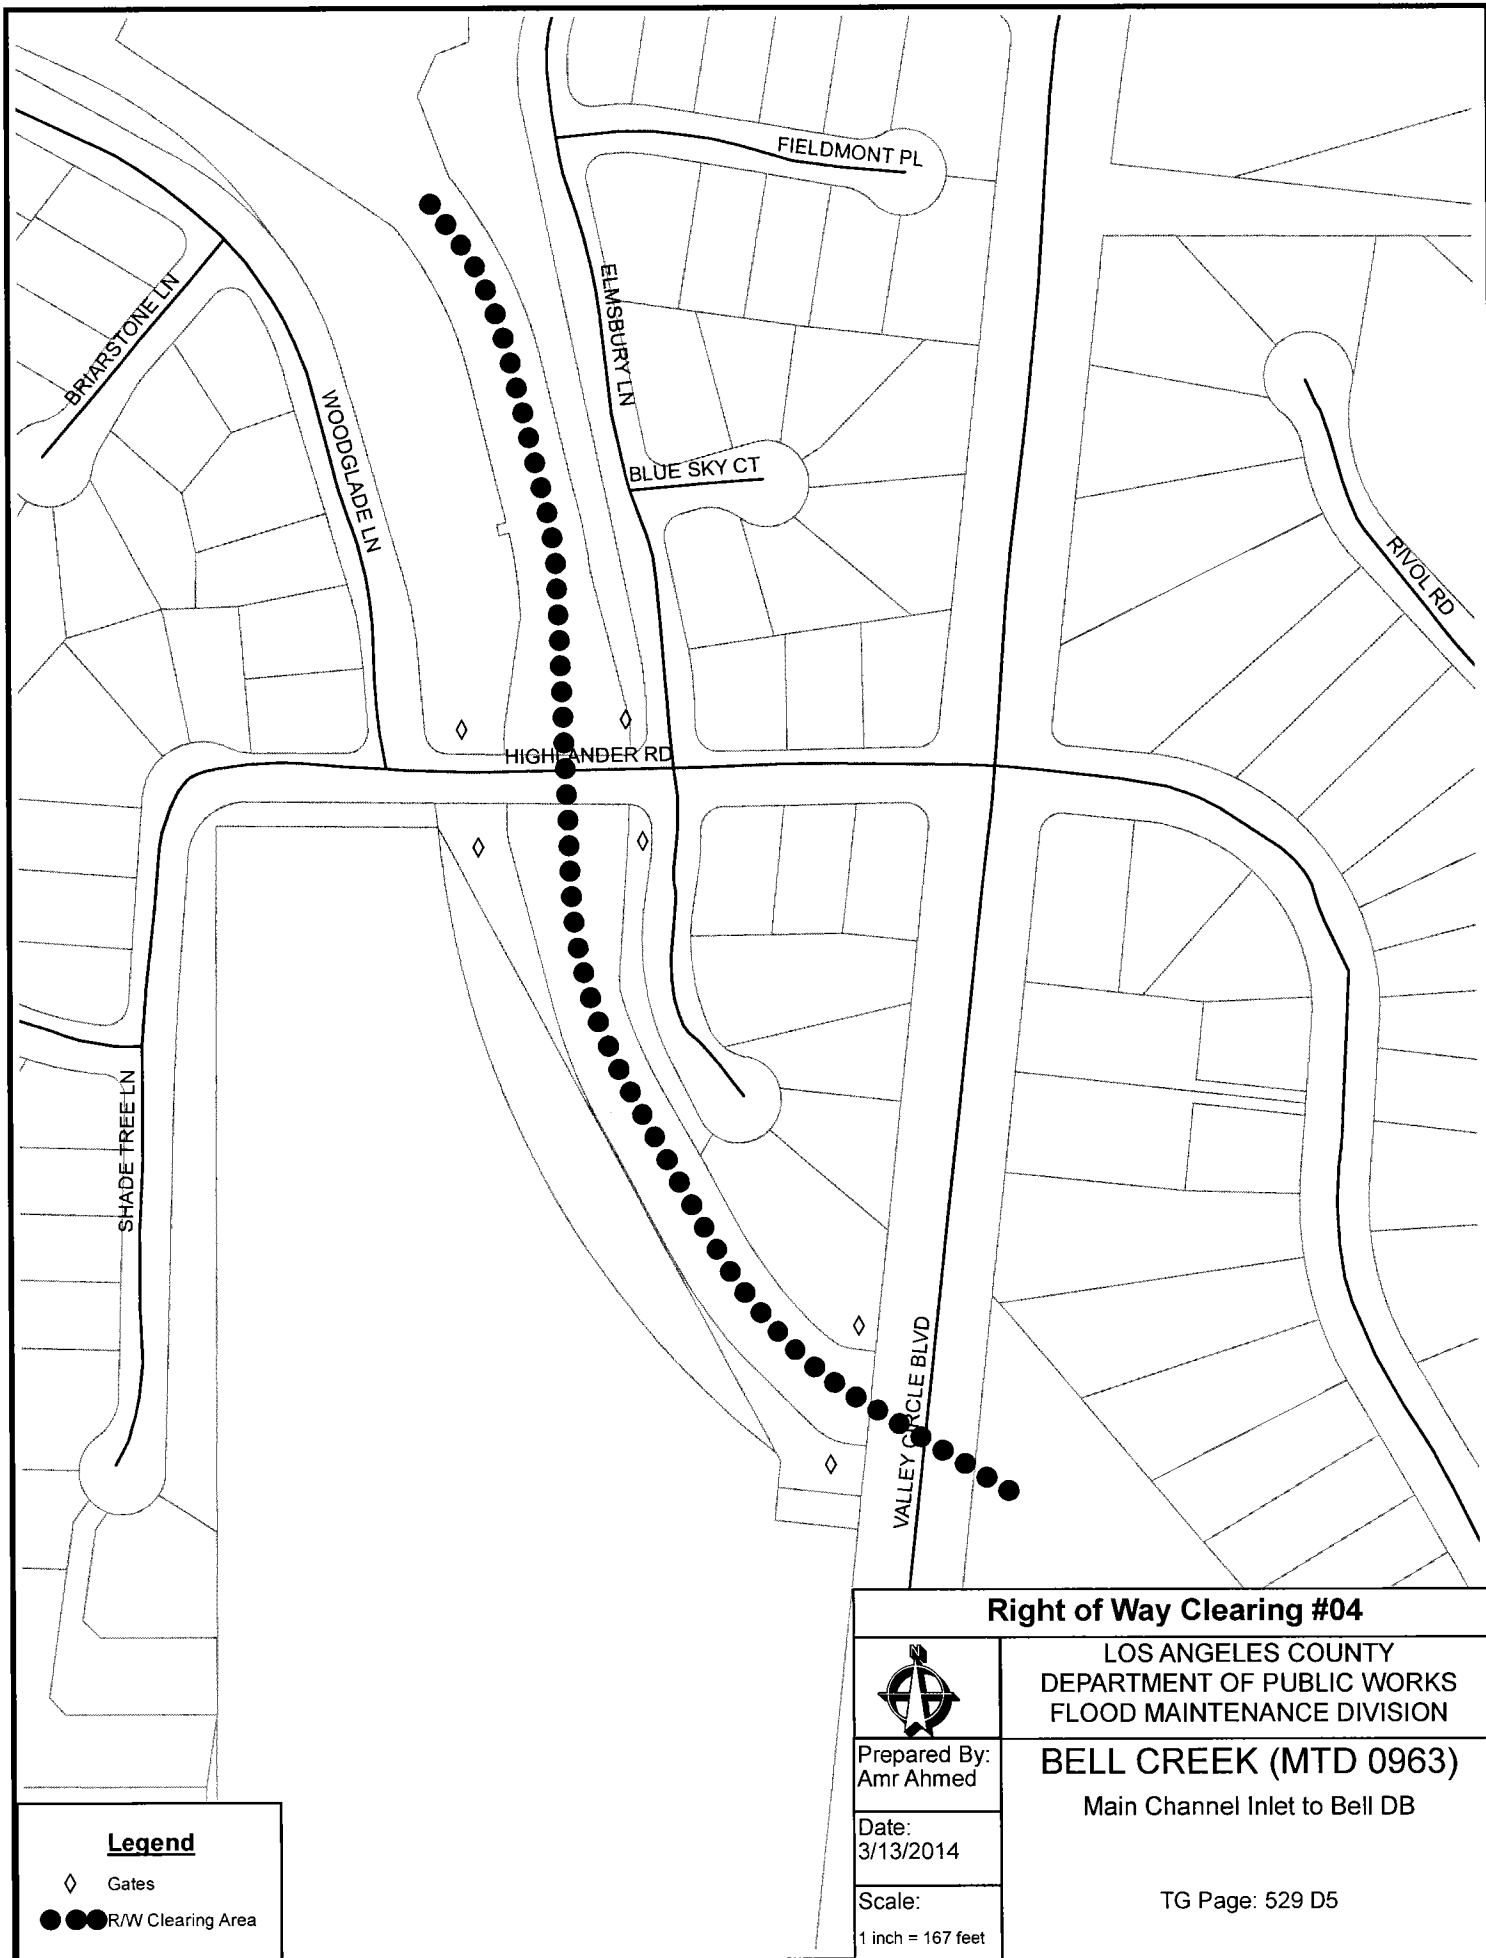 FIELDMONT PL
ELMSBURY LN
BRIARSTONE LN
WOODGLADE LN
BLUE SKY CT
RIVOL RD
HIGHLANDER RD
SHADE TREE LN
VALLEY CIRCLE BLVD
Right of Way Clearing #04
N
LOS ANGELES COUNTY
DEPARTMENT OF PUBLIC WORKS
FLOOD MAINTENANCE DIVISION
Prepared By:
Amr Ahmed
BELL CREEK (MTD 0963)
Main Channel Inlet to Bell DB
Date:
3/13/2014
TG Page: 529 D5
Scale:
1 inch = 167 feet
Legend
Gates
R/W Clearing Area